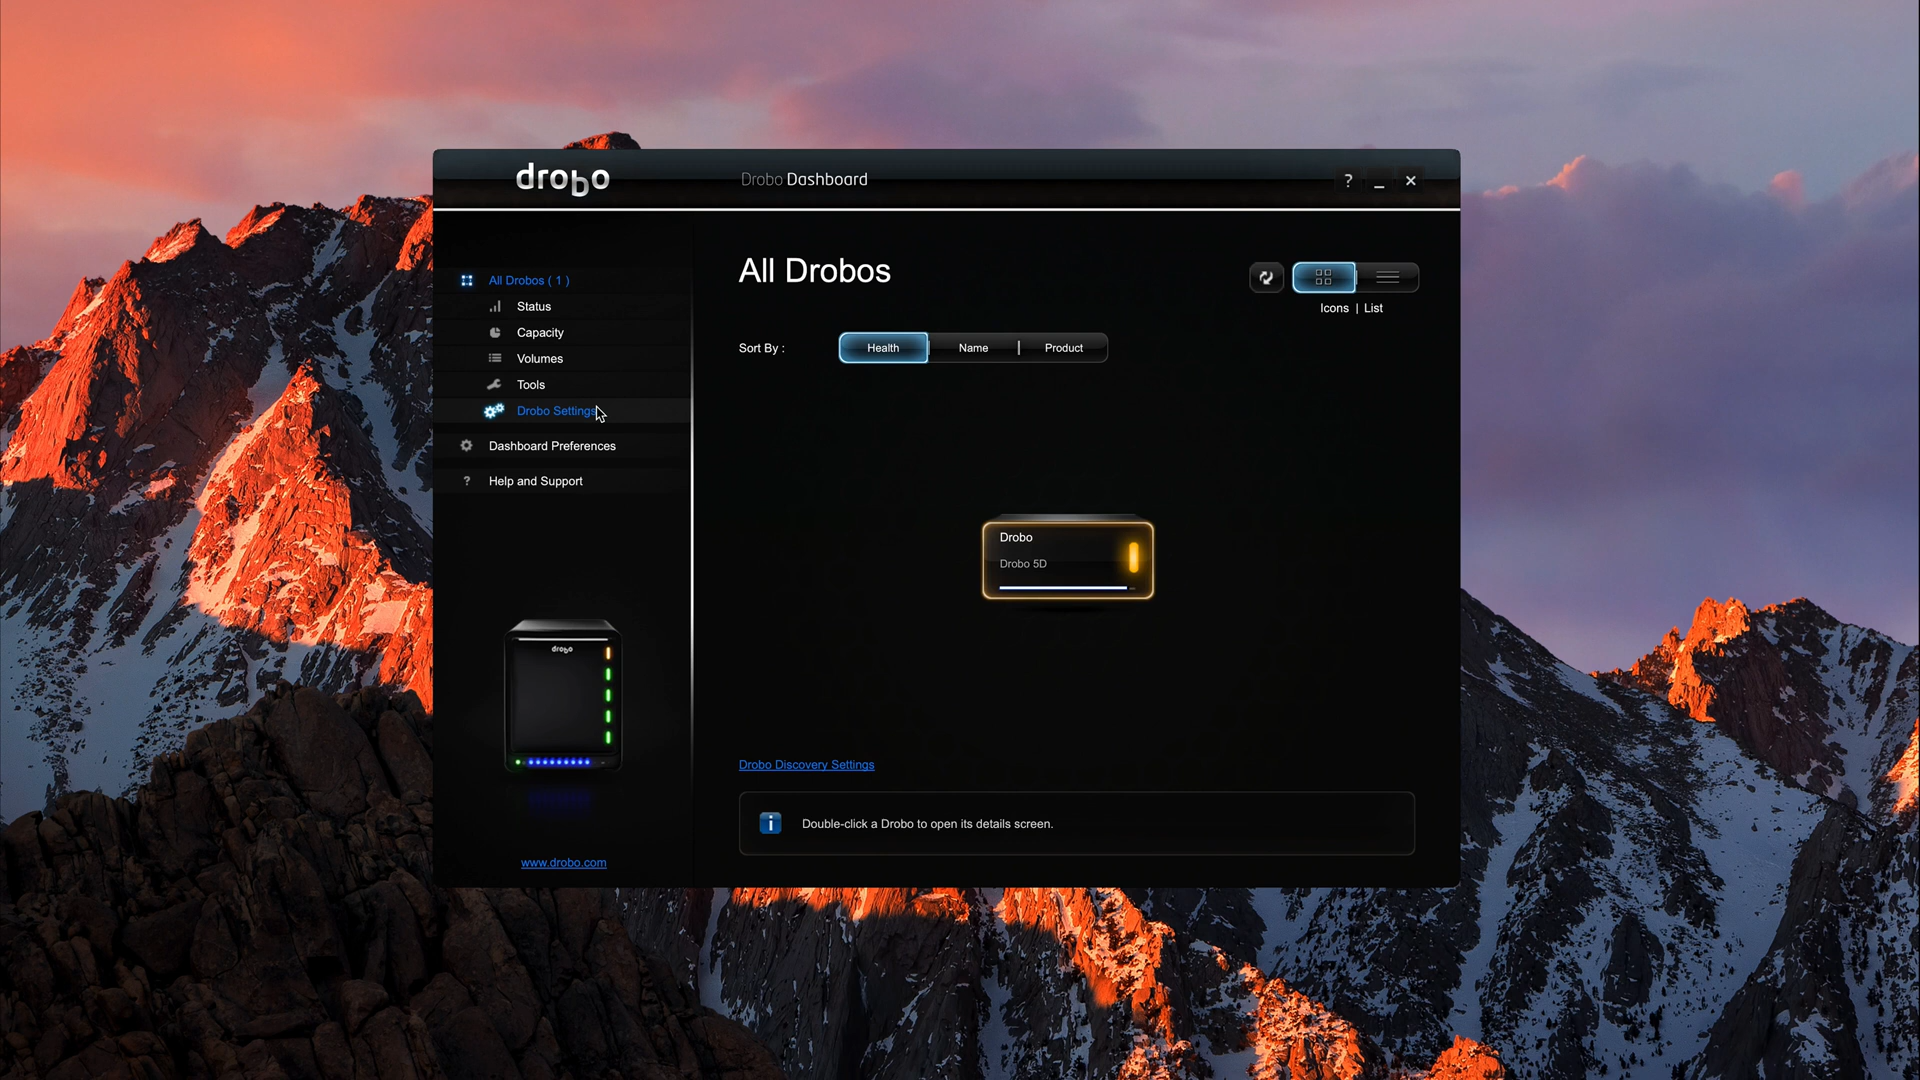 drobo
Drobo Dashboard
?
All Drobos ( 1 )
Status
Capacity
Volumes
Tools
Drobo Settings
Dashboard Preferences
? Help and Support
drobo
www.drobo.com
All Drobos
Icons | List
Sort By :
Health
Name
Product
Drobo
Drobo 5D
Drobo Discovery Settings
i
Double-click a Drobo to open its details screen.